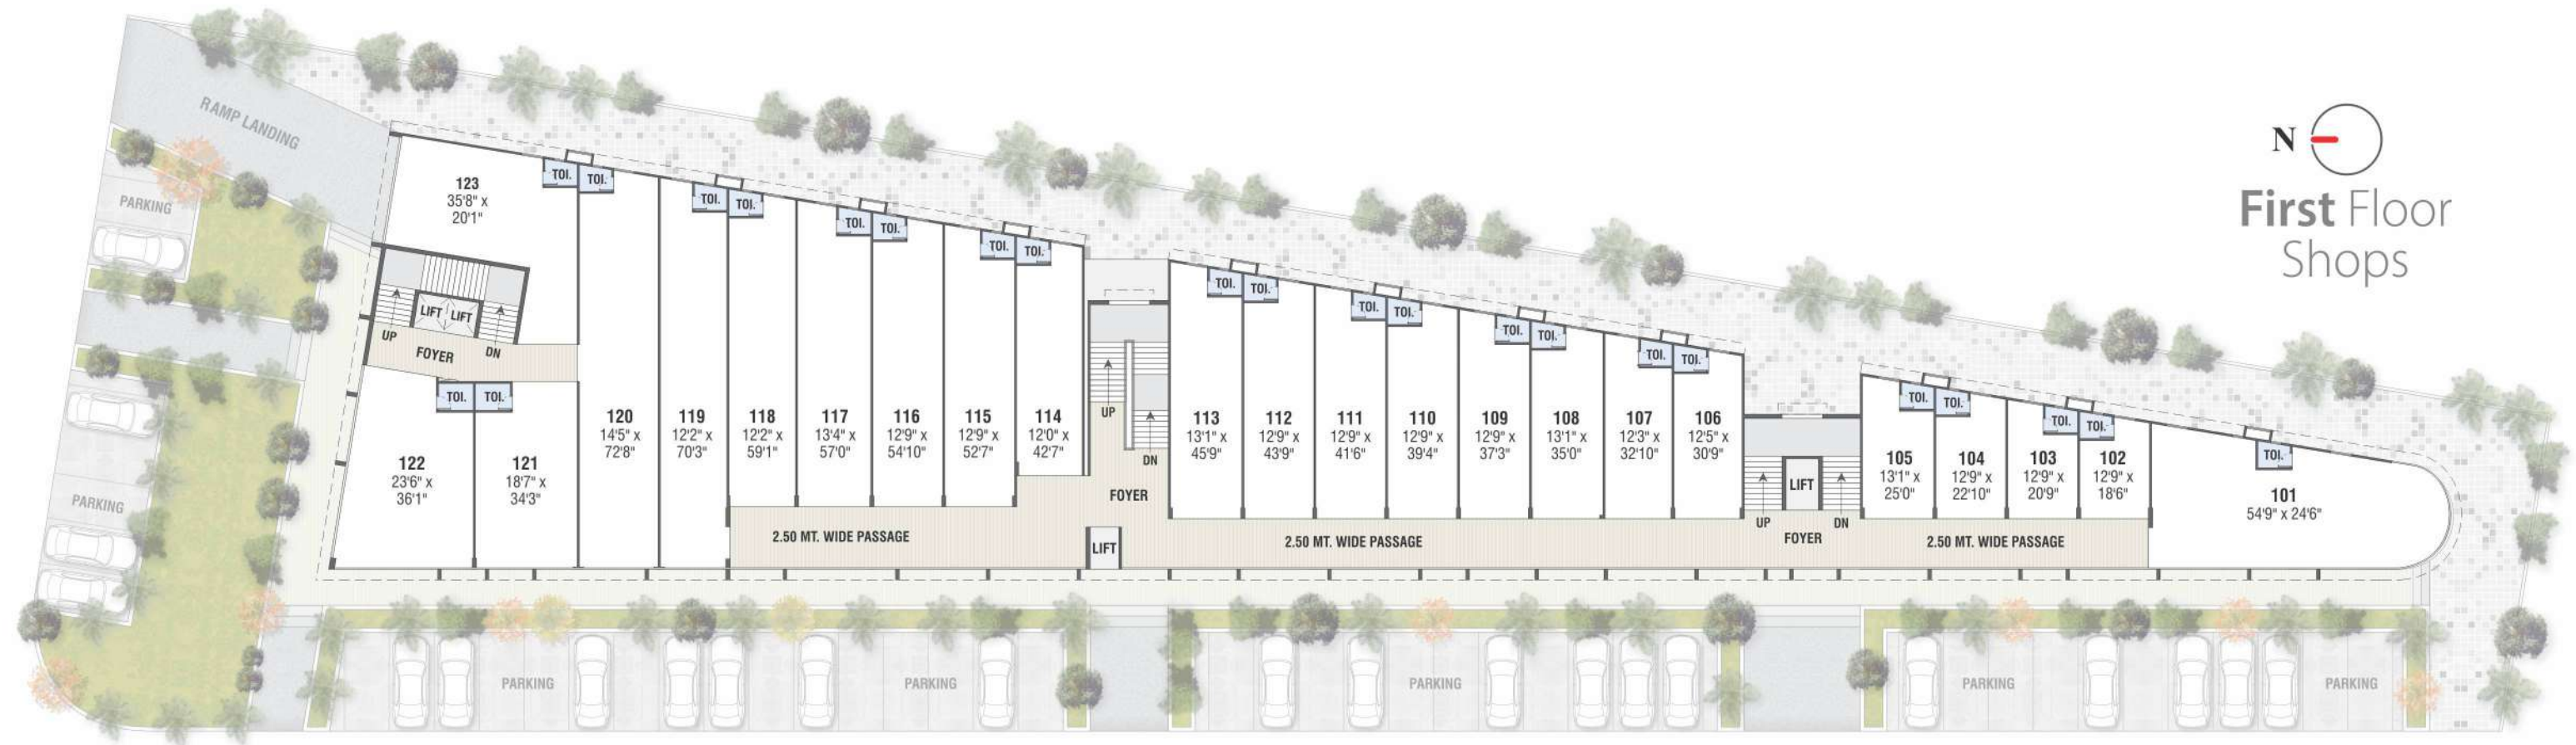 RAMP LANDING
N
First Floor
Shops
PARKING
123
35'8" x
20'1"
TOI.
TOI.
TOI.
TOI.
TOI.
TOI.
TOI.
TOI.
LIFT
LIFT
UP
FOYER
DN
TOI.
TOI.
122
23'6" x
36'1"
121
18'7" x
34'3"
120
14'5" x
72'8"
119
12'2" x
70'3"
118
12'2" x
59'1"
117
13'4" x
57'0"
116
12'9" x
54'10"
115
12'9" x
52'7"
114
12'0" x
42'7"
UP
DN
FOYER
LIFT
2.50 MT. WIDE PASSAGE
TOI.
TOI.
TOI.
TOI.
TOI.
TOI.
TOI.
TOI.
113
13'1" x
45'9"
112
12'9" x
43'9"
111
12'9" x
41'6"
110
12'9" x
39'4"
109
12'9" x
37'3"
108
13'1" x
35'0"
107
12'3" x
32'10"
106
12'5" x
30'9"
2.50 MT. WIDE PASSAGE
LIFT
UP
DN
FOYER
TOI.
TOI.
TOI.
TOI.
TOI.
105
13'1" x
25'0"
104
12'9" x
22'10"
103
12'9" x
20'9"
102
12'9" x
18'6"
101
54'9" x 24'6"
2.50 MT. WIDE PASSAGE
PARKING
PARKING
PARKING
PARKING
PARKING
PARKING